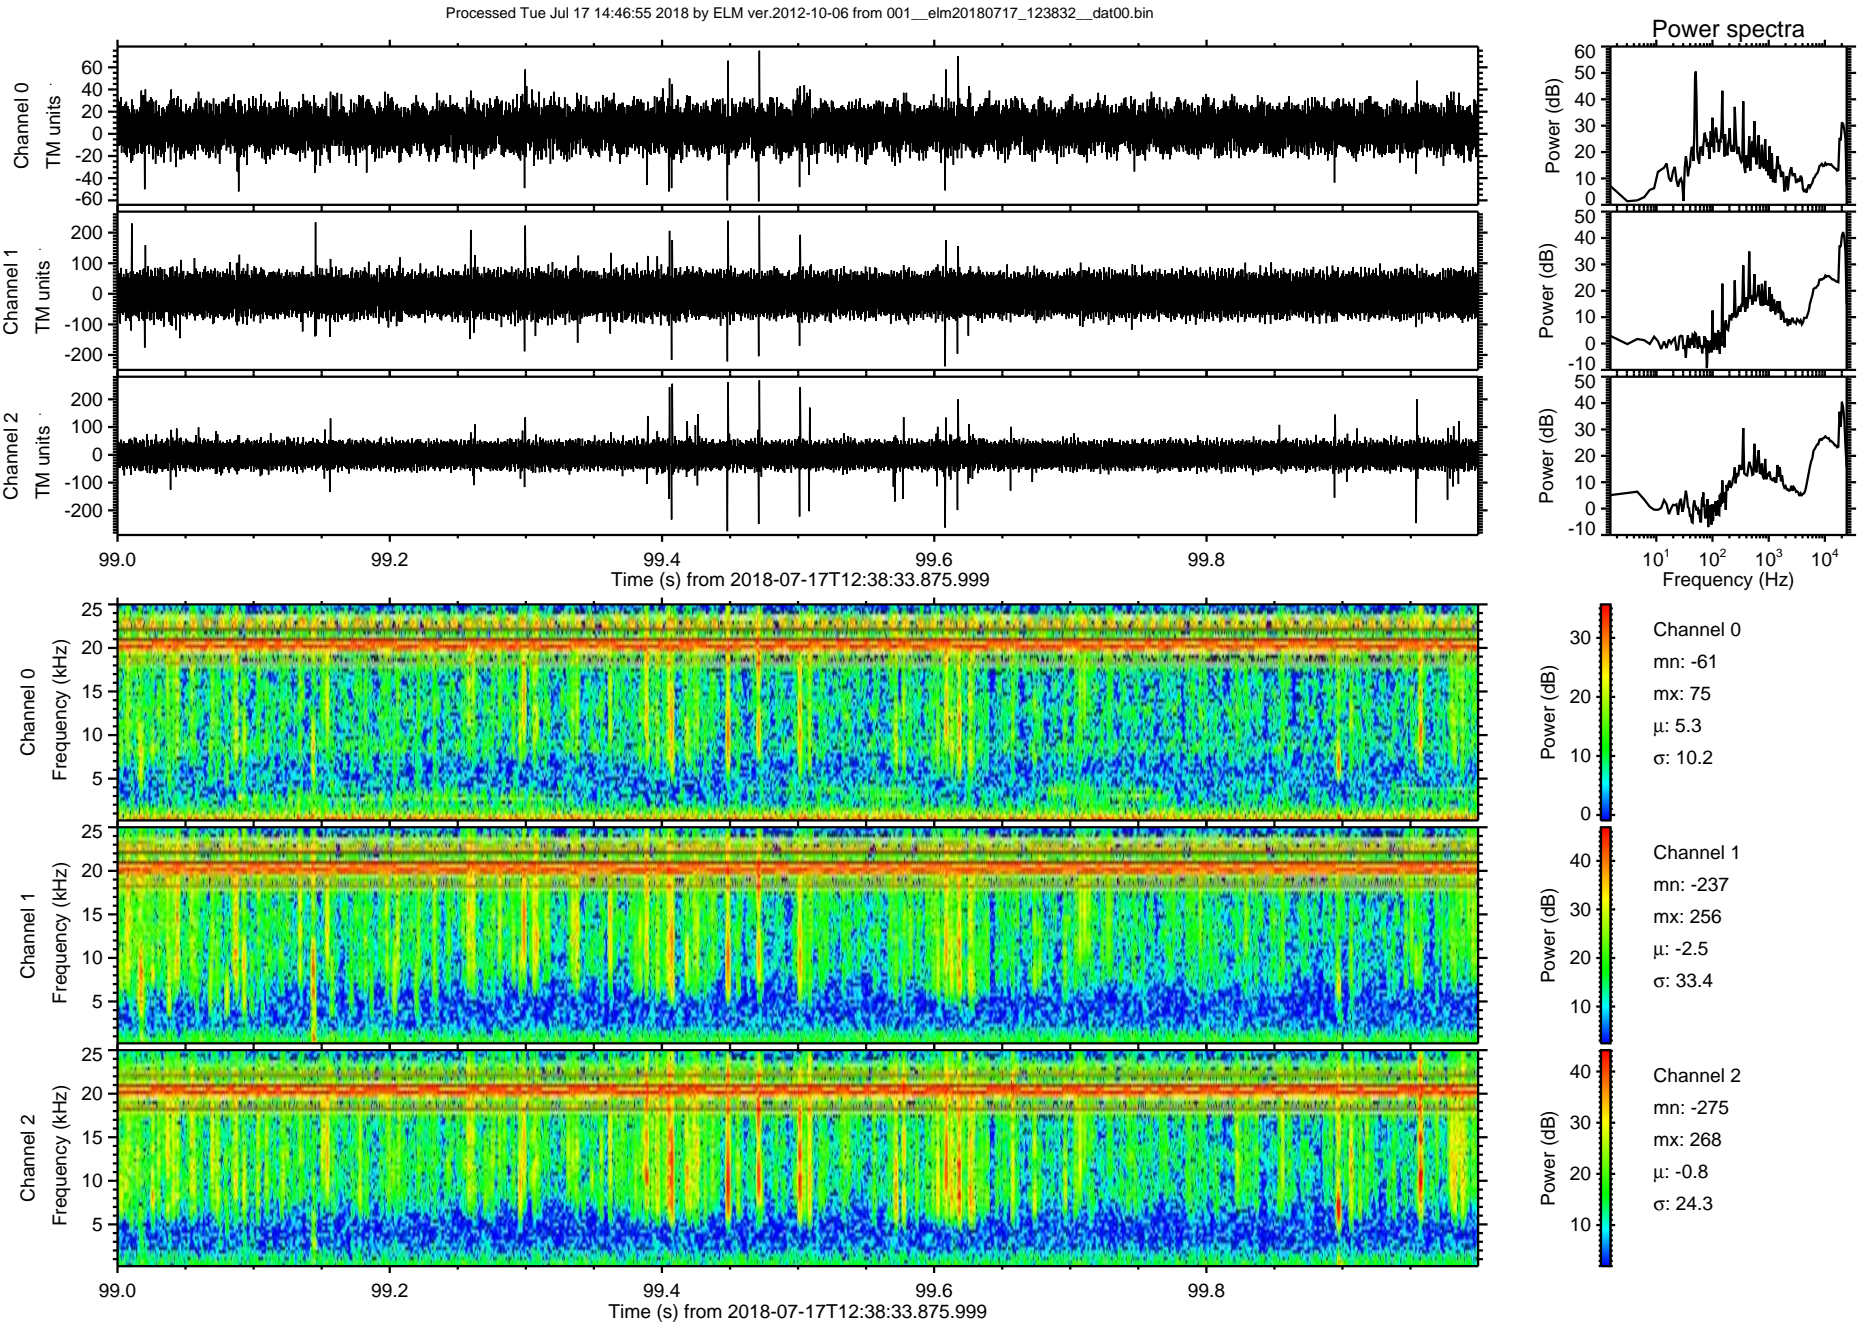 Processed Tue Jul 17 14:46:55 2018 by ELM ver.2012-10-06 from 001__elm20180717_123832__dat00.bin
Power spectra
Channel 0
TM units
60
40
20
0
-20
-40
-60
Power (dB)
60
50
40
30
20
10
0
Channel 1
TM units
200
100
0
-100
-200
Power (dB)
50
40
30
20
10
0
-10
Channel 2
TM units
200
100
0
-100
-200
Power (dB)
50
40
30
20
10
0
-10
99.0 99.2 99.4 99.6 99.8
Time (s) from 2018-07-17T12:38:33.875.999
10¹ 10² 10³ 10⁴
Frequency (Hz)
Channel 0
Frequency (kHz)
25
20
15
10
5
Power (dB)
30
20
10
0
Channel 0
mn: -61
mx: 75
μ: 5.3
σ: 10.2
Channel 1
Frequency (kHz)
25
20
15
10
5
Power (dB)
40
30
20
10
Channel 1
mn: -237
mx: 256
μ: -2.5
σ: 33.4
Channel 2
Frequency (kHz)
25
20
15
10
5
Power (dB)
40
30
20
10
Channel 2
mn: -275
mx: 268
μ: -0.8
σ: 24.3
99.0 99.2 99.4 99.6 99.8
Time (s) from 2018-07-17T12:38:33.875.999